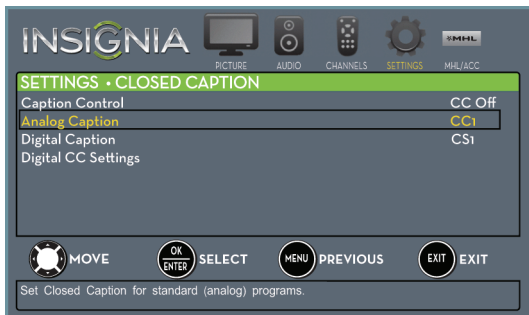 INSIGNIA
PICTURE AUDIO CHANNELS SETTINGS MHL/ACC
MHL
SETTINGS • CLOSED CAPTION
Caption Control CC Off
Analog Caption CC1
Digital Caption CS1
Digital CC Settings
MOVE OK ENTER SELECT MENU PREVIOUS EXIT EXIT
Set Closed Caption for standard (analog) programs.